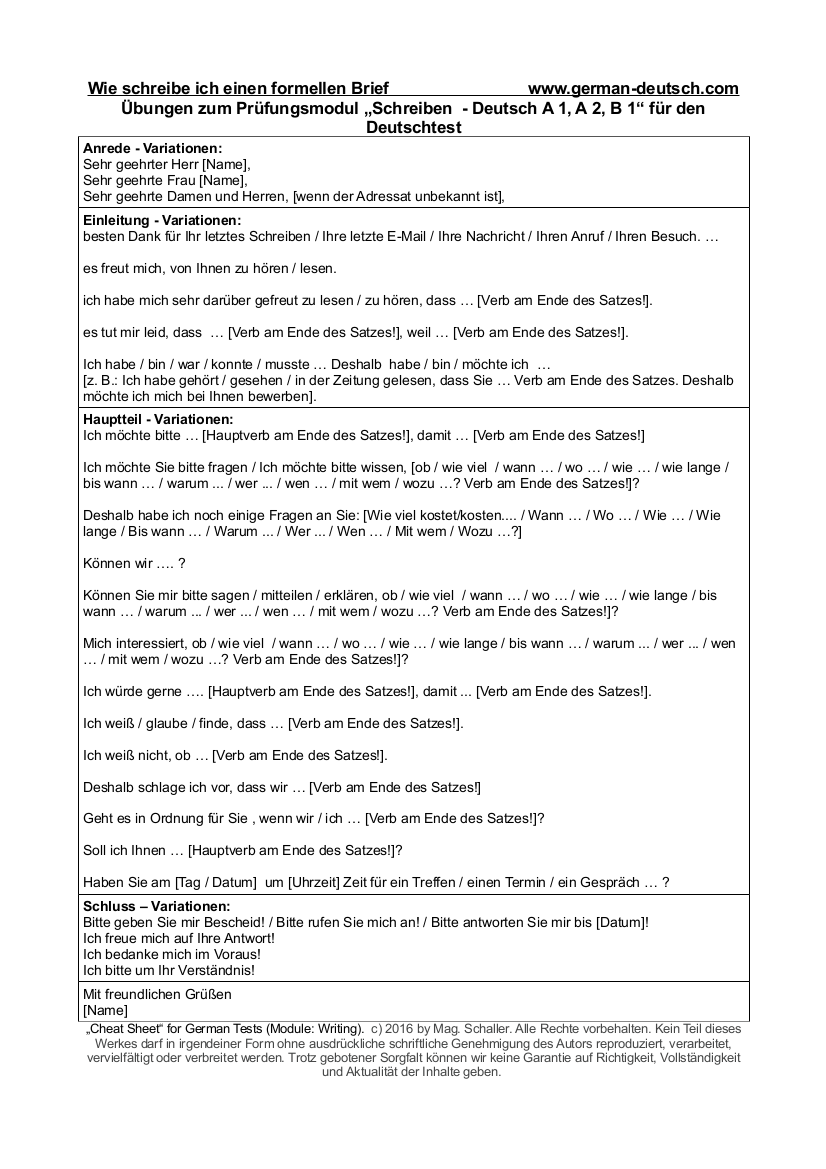 Wie schreibe ich einen formellen Brief www.german-deutsch.com
Übungen zum Prüfungsmodul „Schreiben - Deutsch A 1, A 2, B 1“ für den
Deutschtest
Anrede - Variationen:
Sehr geehrter Herr [Name],
Sehr geehrte Frau [Name],
Sehr geehrte Damen und Herren, [wenn der Adressat unbekannt ist],
Einleitung - Variationen:
besten Dank für Ihr letztes Schreiben / Ihre letzte E-Mail / Ihre Nachricht / Ihren Anruf / Ihren Besuch. …
es freut mich, von Ihnen zu hören / lesen.
ich habe mich sehr darüber gefreut zu lesen / zu hören, dass … [Verb am Ende des Satzes!].
es tut mir leid, dass … [Verb am Ende des Satzes!], weil … [Verb am Ende des Satzes!].
Ich habe / bin / war / konnte / musste … Deshalb habe / bin / möchte ich …
[z. B.: Ich habe gehört / gesehen / in der Zeitung gelesen, dass Sie … Verb am Ende des Satzes. Deshalb
möchte ich mich bei Ihnen bewerben].
Hauptteil - Variationen:
Ich möchte bitte … [Hauptverb am Ende des Satzes!], damit … [Verb am Ende des Satzes!]
Ich möchte Sie bitte fragen / Ich möchte bitte wissen, [ob / wie viel / wann … / wo … / wie … / wie lange /
bis wann … / warum ... / wer ... / wen … / mit wem / wozu …? Verb am Ende des Satzes!]?
Deshalb habe ich noch einige Fragen an Sie: [Wie viel kostet/kosten.... / Wann … / Wo … / Wie … / Wie
lange / Bis wann … / Warum ... / Wer ... / Wen … / Mit wem / Wozu …?]
Können wir …. ?
Können Sie mir bitte sagen / mitteilen / erklären, ob / wie viel / wann … / wo … / wie … / wie lange / bis
wann … / warum ... / wer ... / wen … / mit wem / wozu …? Verb am Ende des Satzes!]?
Mich interessiert, ob / wie viel / wann … / wo … / wie … / wie lange / bis wann … / warum ... / wer ... / wen
… / mit wem / wozu …? Verb am Ende des Satzes!]?
Ich würde gerne …. [Hauptverb am Ende des Satzes!], damit ... [Verb am Ende des Satzes!].
Ich weiß / glaube / finde, dass … [Verb am Ende des Satzes!].
Ich weiß nicht, ob … [Verb am Ende des Satzes!].
Deshalb schlage ich vor, dass wir … [Verb am Ende des Satzes!]
Geht es in Ordnung für Sie , wenn wir / ich … [Verb am Ende des Satzes!]?
Soll ich Ihnen … [Hauptverb am Ende des Satzes!]?
Haben Sie am [Tag / Datum] um [Uhrzeit] Zeit für ein Treffen / einen Termin / ein Gespräch … ?
Schluss – Variationen:
Bitte geben Sie mir Bescheid! / Bitte rufen Sie mich an! / Bitte antworten Sie mir bis [Datum]!
Ich freue mich auf Ihre Antwort!
Ich bedanke mich im Voraus!
Ich bitte um Ihr Verständnis!
Mit freundlichen Grüßen
[Name]
„Cheat Sheet“ for German Tests (Module: Writing). c) 2016 by Mag. Schaller. Alle Rechte vorbehalten. Kein Teil dieses
Werkes darf in irgendeiner Form ohne ausdrückliche schriftliche Genehmigung des Autors reproduziert, verarbeitet,
vervielfältigt oder verbreitet werden. Trotz gebotener Sorgfalt können wir keine Garantie auf Richtigkeit, Vollständigkeit
und Aktualität der Inhalte geben.